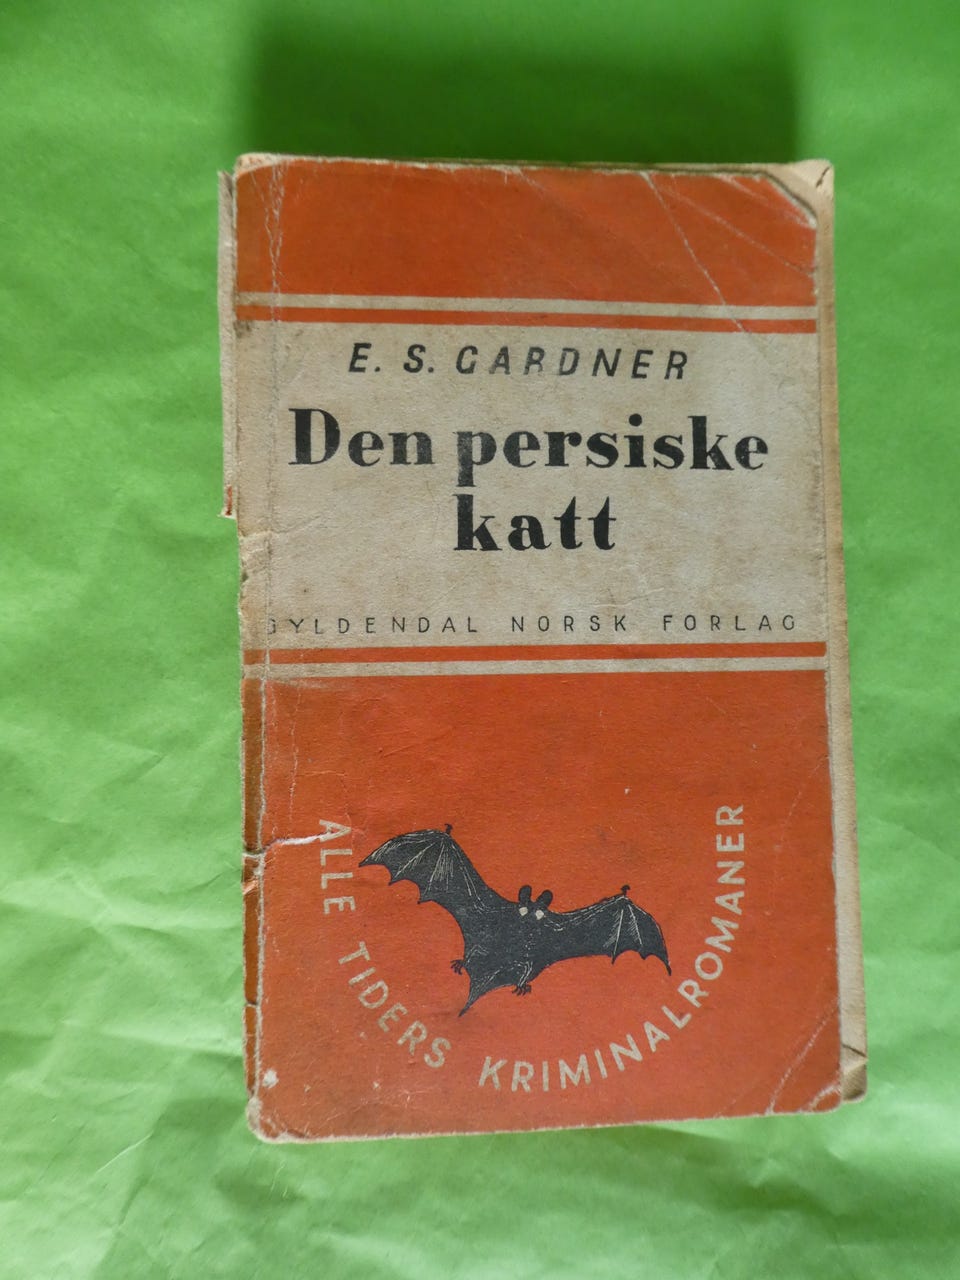 E. S. GARDNER
Den persiske
katt
GYLDENDAL NORSK FORLAG
ALLE TIDERS KRIMINALROMANER